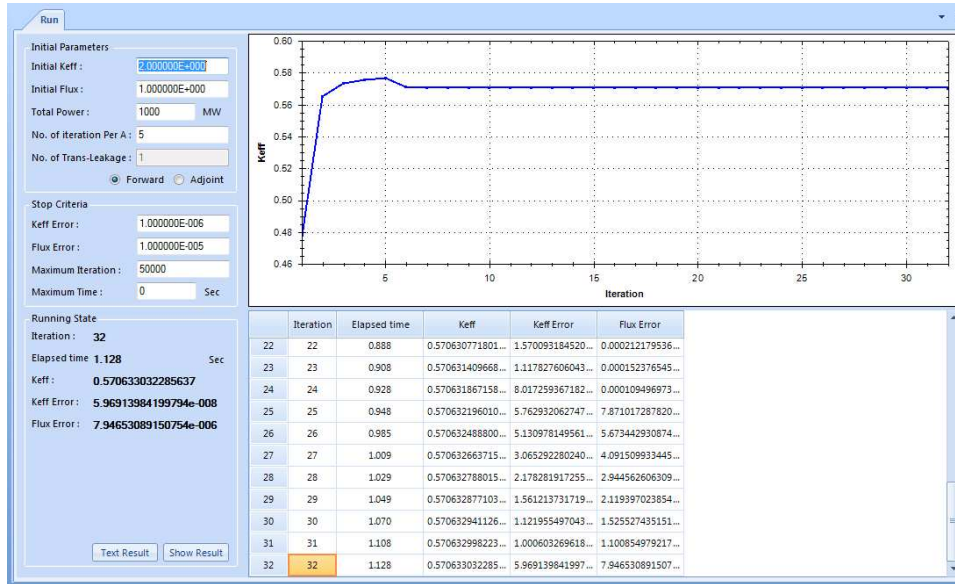 Run
Initial Parameters
Initial Keff : 2.000000E+000
Initial Flux : 1.000000E+000
Total Power : 1000 MW
No. of iteration Per A : 5
No. of Trans-Leakage : 1
Forward Adjoint
Stop Criteria
Keff Error : 1.000000E-006
Flux Error : 1.000000E-005
Maximum Iteration : 50000
Maximum Time : 0 Sec
Running State
Iteration : 32
Elapsed time 1.128 Sec
Keff : 0.570633032285637
Keff Error : 5.96913984199794e-008
Flux Error : 7.94653089150754e-006
Text Result Show Result
0.60
0.58
0.56
0.54
0.52
0.50
0.48
0.46
Keff
5 10 15 20 25 30
Iteration
Iteration Elapsed time Keff Keff Error Flux Error
22 22 0.888 0.570630771801... 1.570093184520... 0.000212179536...
23 23 0.908 0.570631409668... 1.117827606043... 0.000152376545...
24 24 0.928 0.570631867158... 8.017259367182... 0.000109496973...
25 25 0.948 0.570632196010... 5.762932062747... 7.871017287820...
26 26 0.985 0.570632488800... 5.130978149561... 5.673442930874...
27 27 1.009 0.570632663715... 3.065292280240... 4.091509933445...
28 28 1.029 0.570632788015... 2.178281917255... 2.944562606309...
29 29 1.049 0.570632877103... 1.561213731719... 2.119397023854...
30 30 1.070 0.570632941126... 1.121955497043... 1.525527435151...
31 31 1.108 0.570632998223... 1.000603269618... 1.100854979217...
32 32 1.128 0.570633032285... 5.969139841997... 7.946530891507...